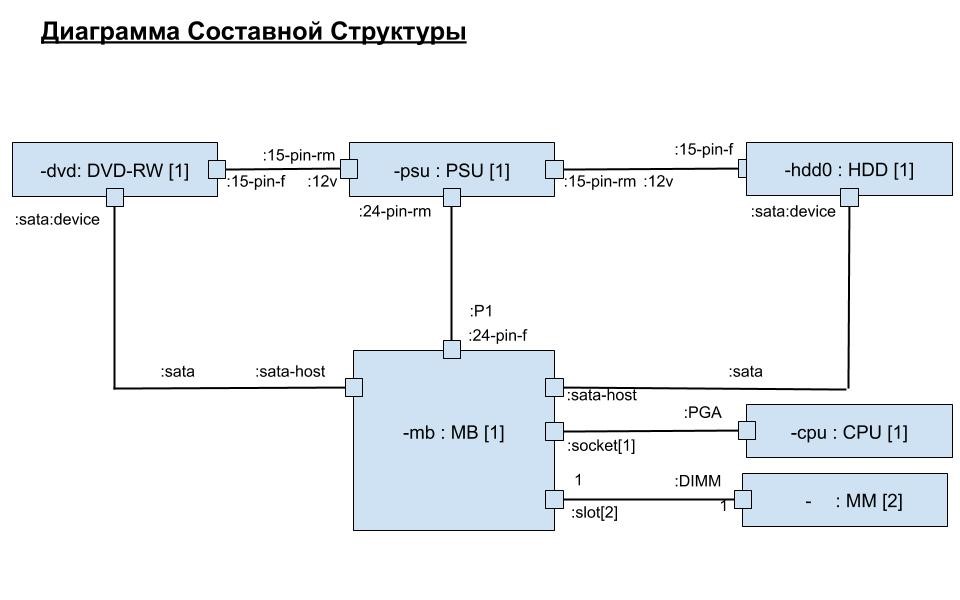 Диаграмма Составной Структуры
:15-pin-rm
:15-pin-f
-dvd: DVD-RW [1]
-psu : PSU [1]
-hdd0 : HDD [1]
:15-pin-f
:12v
:15-pin-rm :12v
:sata:device
:24-pin-rm
:sata:device
:P1
:24-pin-f
:sata
:sata-host
:sata
:sata-host
:PGA
-mb : MB [1]
-cpu : CPU [1]
:socket[1]
1
:DIMM
- : MM [2]
1
:slot[2]